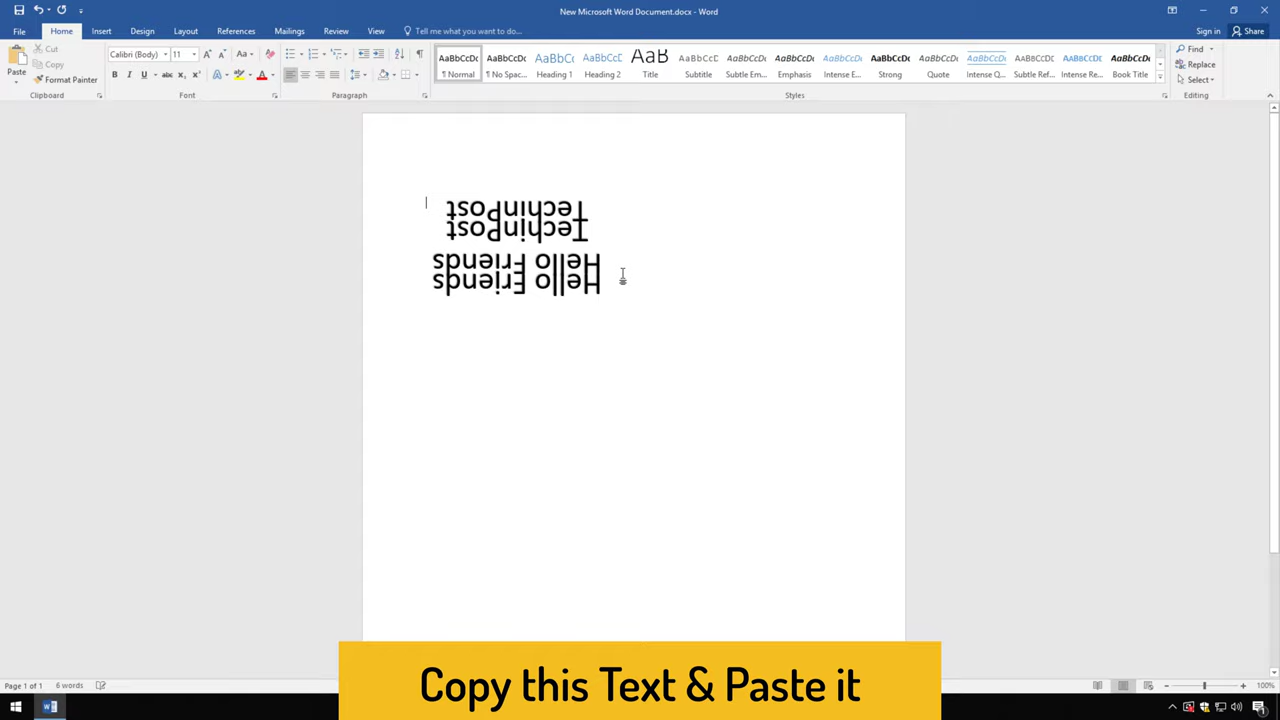 New Microsoft Word Document.docx - Word
File Home Insert Design Layout References Mailings Review View Tell me what you want to do... Sign in Share
Paste
Cut
Copy
Format Painter
Clipboard
Calibri (Body) 11
Font
Paragraph
AaBbCcDc AaBbCcDc AaBbCc AaBbCcD AaB AaBbCcD AaBbCcDc AaBbCcDc AaBbCcDc AaBbCcDc AaBbCcDc AaBbCcDc AaBbCcDc AaBbCcDc AaBbCcDc
¶ Normal ¶ No Spac... Heading 1 Heading 2 Title Subtitle Subtle Em... Emphasis Intense E... Strong Quote Intense Q... Subtle Ref... Intense Re... Book Title
Styles
Find
Replace
Select
Editing
TechinPost
TechinPost
Hello Friends
Hello Friends
Page 1 of 1 6 words 100%
Copy this Text & Paste it